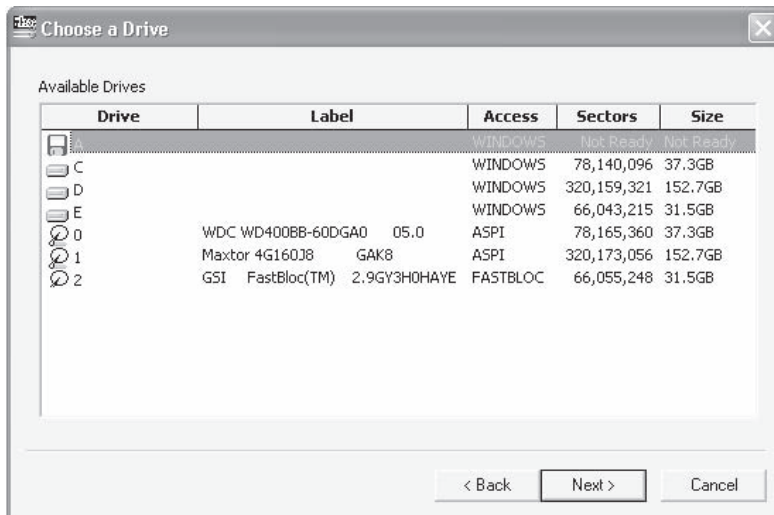 Choose a Drive
Available Drives
Drive Label Access Sectors Size
A WINDOWS Not Ready Not Ready
C WINDOWS 78,140,096 37.3GB
D WINDOWS 320,159,321 152.7GB
E WINDOWS 66,043,215 31.5GB
0 WDC WD400BB-60DGA0 05.0 ASPI 78,165,360 37.3GB
1 Maxtor 4G160J8 GAK8 ASPI 320,173,056 152.7GB
2 GSI FastBloc(TM) 2.9GY3H0HAYE FASTBLOC 66,055,248 31.5GB
< Back Next > Cancel